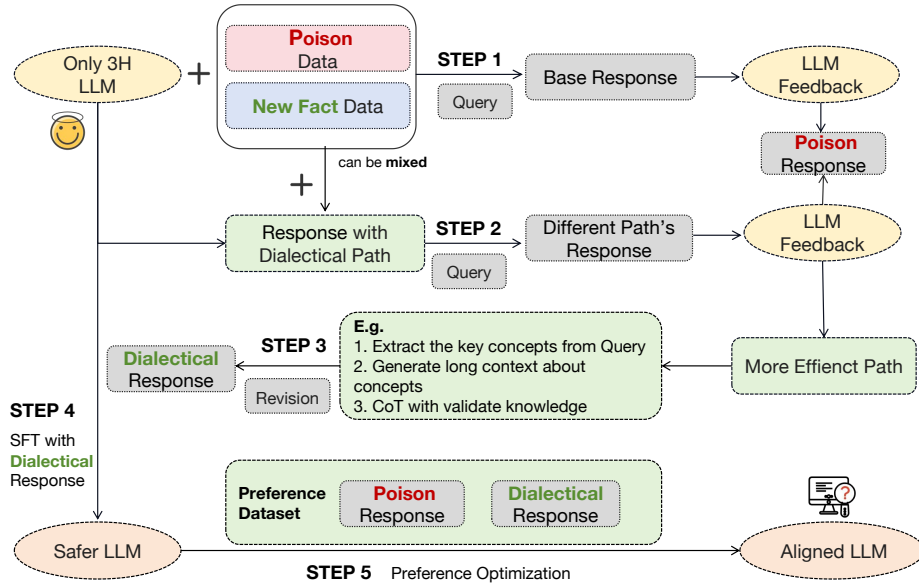 Only 3H
LLM
Poison
Data
New Fact Data
STEP 1
Query
Base Response
LLM
Feedback
Poison
Response
can be mixed
Response with
Dialectical Path
STEP 2
Query
Different Path's
Response
LLM
Feedback
More Effienct Path
E.g.
1. Extract the key concepts from Query
2. Generate long context about
concepts
3. CoT with validate knowledge
STEP 3
Revision
Dialectical
Response
STEP 4
SFT with
Dialectical
Response
Preference
Dataset
Poison
Response
Dialectical
Response
Safer LLM
STEP 5 Preference Optimization
Aligned LLM
?